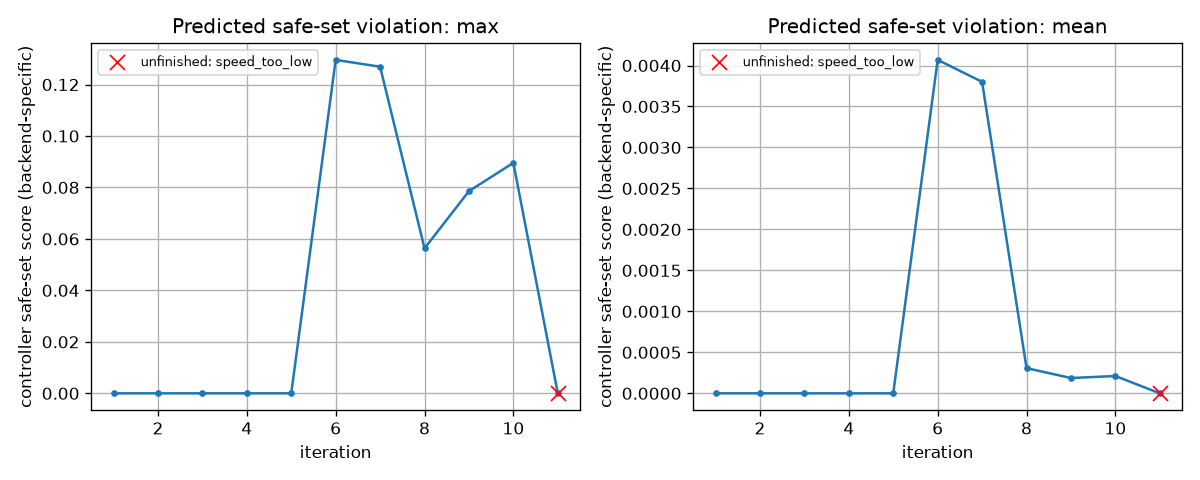 Predicted safe-set violation: max
controller safe-set score (backend-specific)
unfinished: speed_too_low
0.12
0.10
0.08
0.06
0.04
0.02
0.00
2 4 6 8 10
iteration
Predicted safe-set violation: mean
controller safe-set score (backend-specific)
unfinished: speed_too_low
0.0040
0.0035
0.0030
0.0025
0.0020
0.0015
0.0010
0.0005
0.0000
2 4 6 8 10
iteration